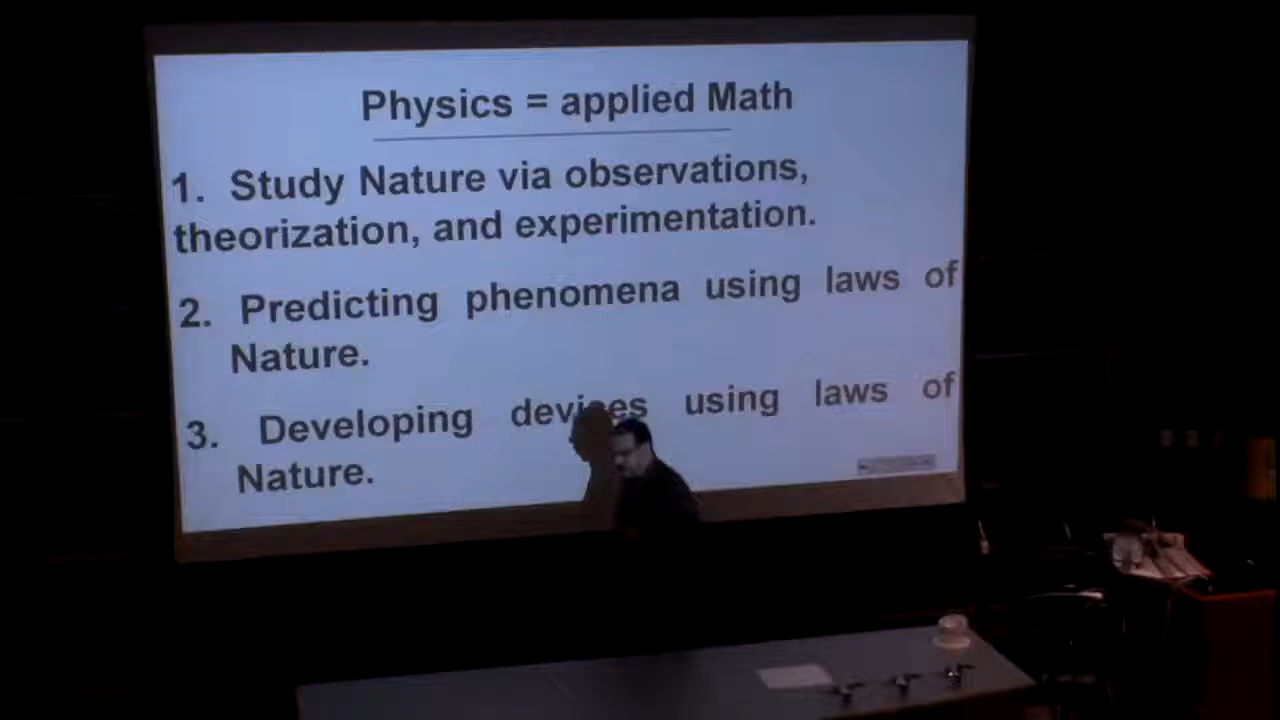 Physics = applied Math
1. Study Nature via observations,
theorization, and experimentation.
2. Predicting phenomena using laws of
Nature.
3. Developing devices using laws of
Nature.